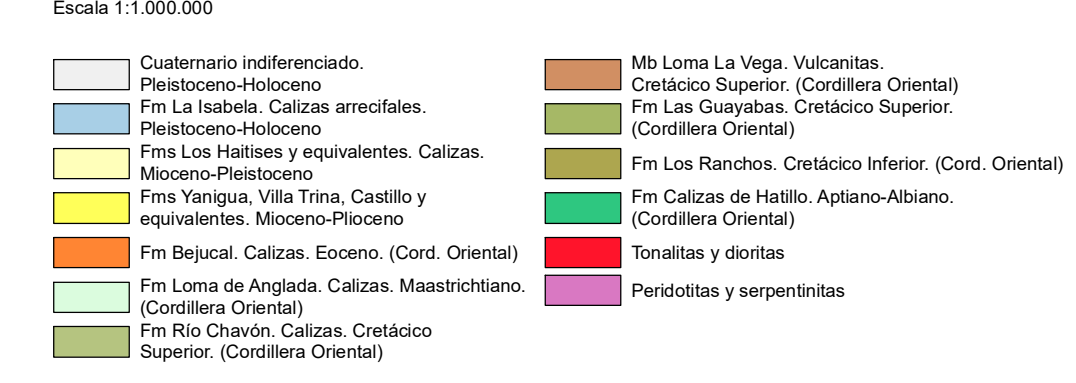 Escala 1:1.000.000
Cuaternario indiferenciado.
Pleistoceno-Holoceno
Fm La Isabela. Calizas arrecifales.
Pleistoceno-Holoceno
Fms Los Haitises y equivalentes. Calizas.
Mioceno-Pleistoceno
Fms Yanigua, Villa Trina, Castillo y
equivalentes. Mioceno-Plioceno
Fm Bejucal. Calizas. Eoceno. (Cord. Oriental)
Fm Loma de Anglada. Calizas. Maastrichtiano.
(Cordillera Oriental)
Fm Río Chavón. Calizas. Cretácico
Superior. (Cordillera Oriental)
Mb Loma La Vega. Vulcanitas.
Cretácico Superior. (Cordillera Oriental)
Fm Las Guayabas. Cretácico Superior.
(Cordillera Oriental)
Fm Los Ranchos. Cretácico Inferior. (Cord. Oriental)
Fm Calizas de Hatillo. Aptiano-Albiano.
(Cordillera Oriental)
Tonalitas y dioritas
Peridotitas y serpentinitas